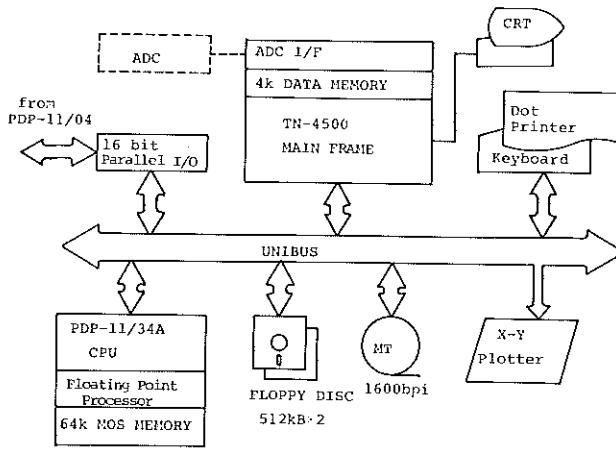 CRT
ADC
ADC I/F
4k DATA MEMORY
TN-4500
MAIN FRAME
from
PDP-11/04
16 bit
Parallel I/O
Dot
Printer
Keyboard
UNIBUS
PDP-11/34A
CPU
Floating Point
Processor
64k MOS MEMORY
FLOPPY DISC
512kB·2
MT
1600bpi
X-Y
Plotter